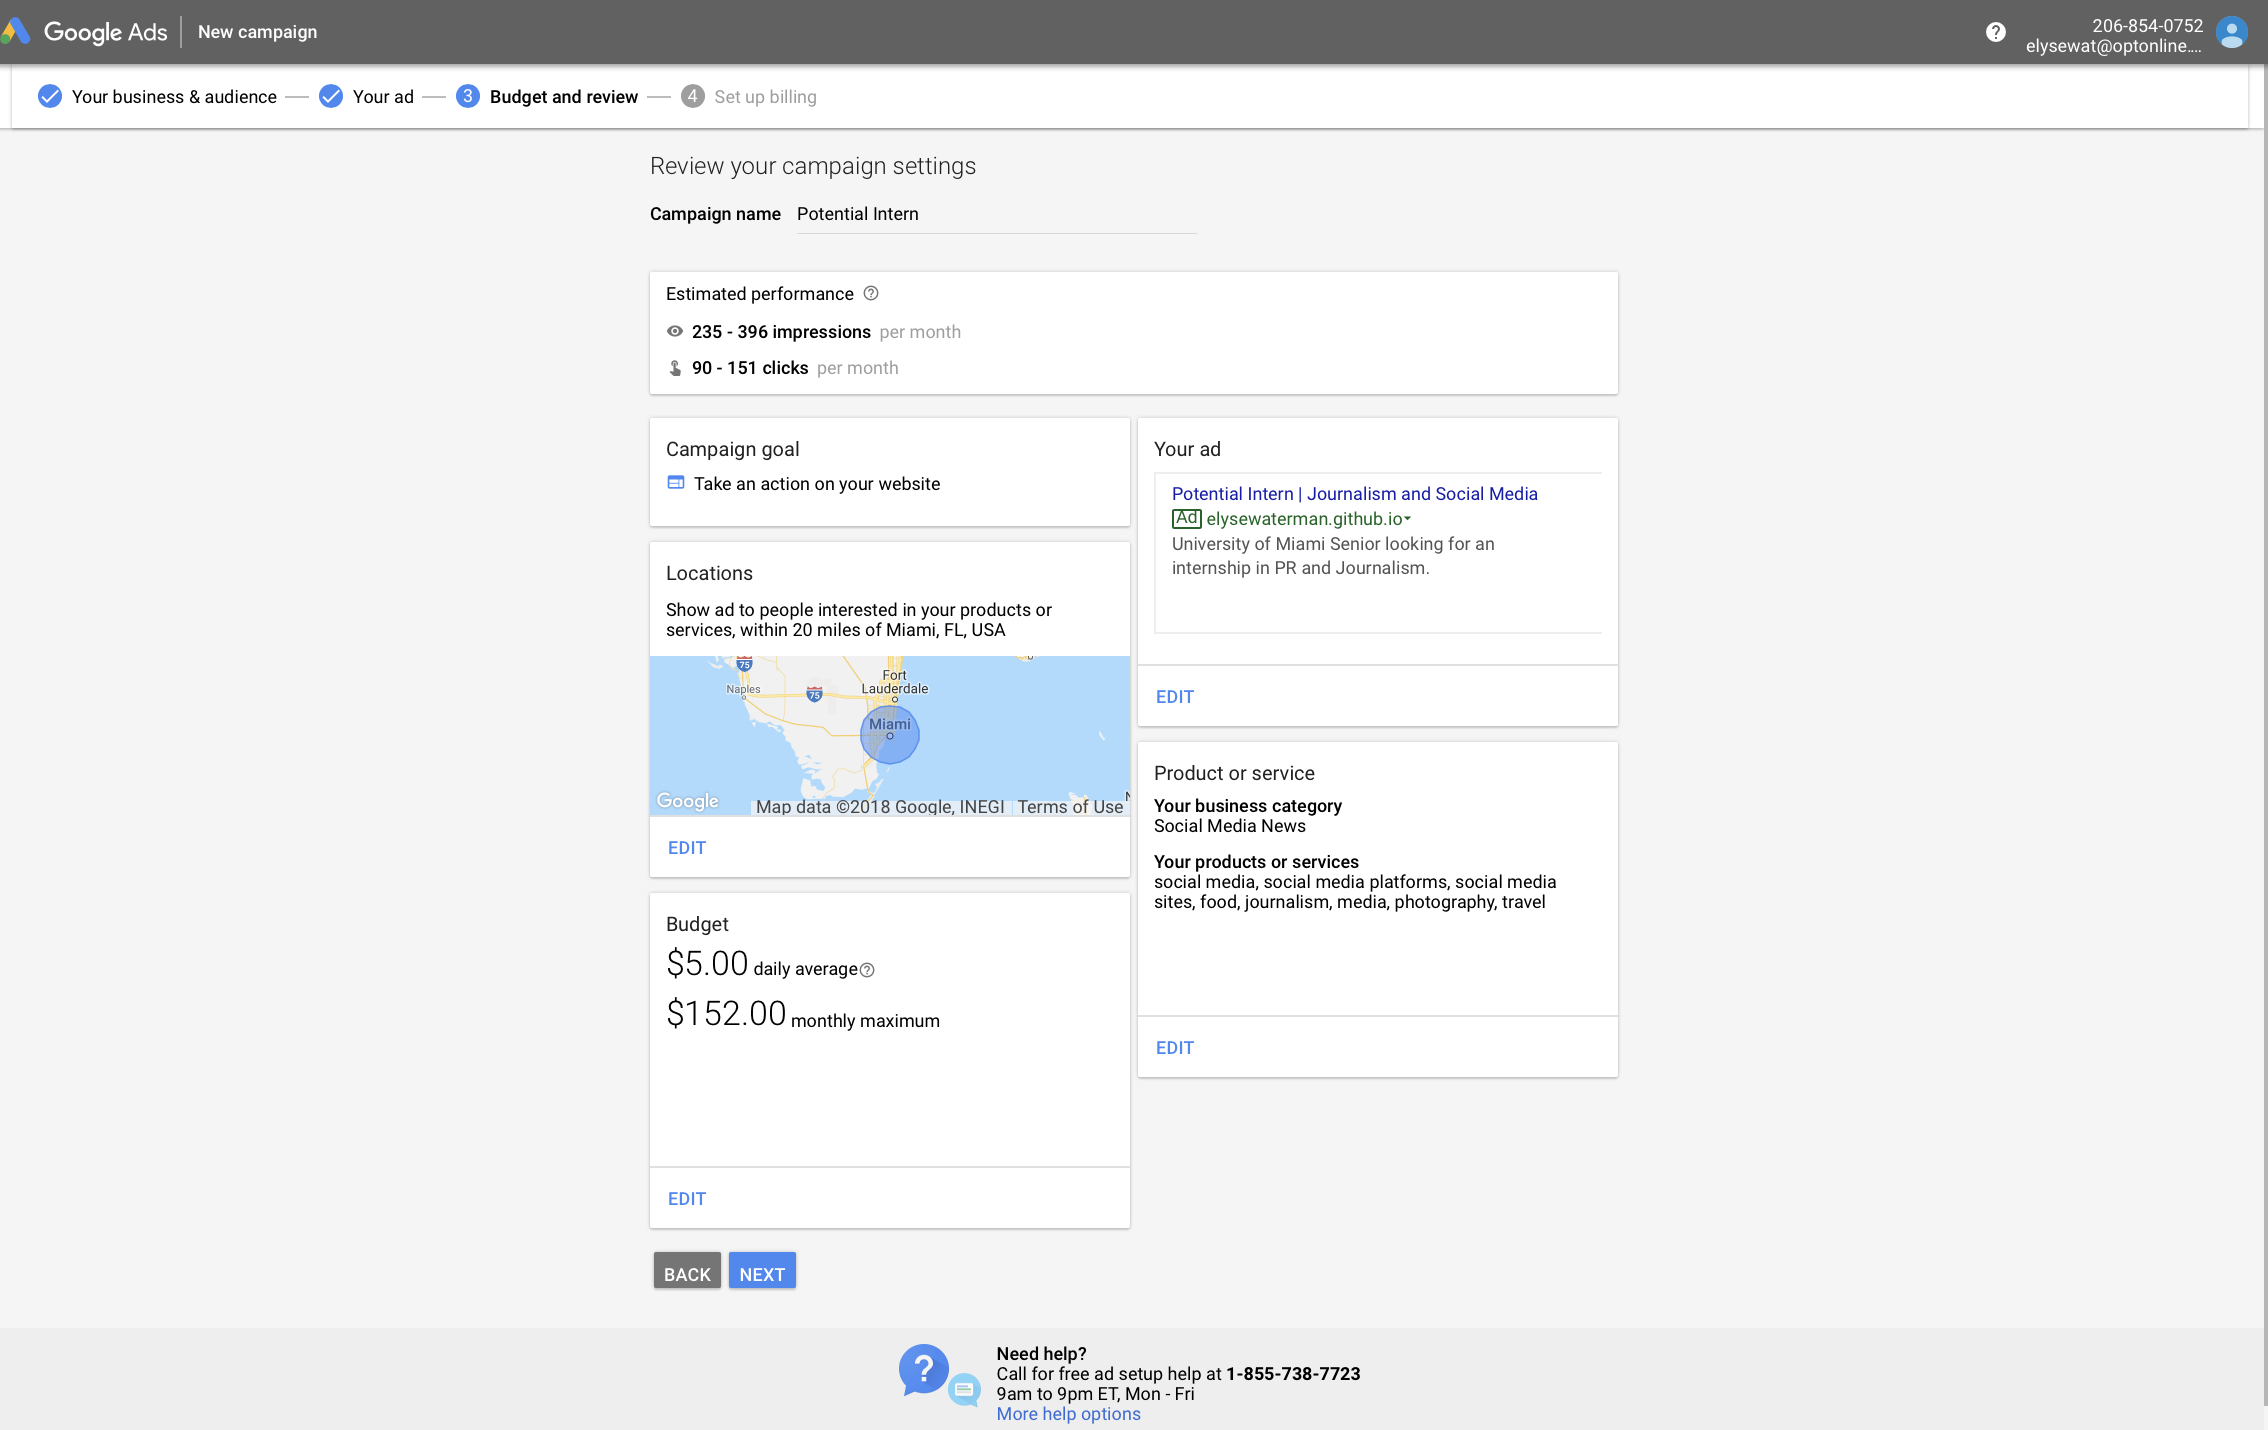 Google Ads New campaign
206-854-0752
elysewat@optonline....
Your business & audience
Your ad
3 Budget and review
4 Set up billing
Review your campaign settings
Campaign name Potential Intern
Estimated performance
235 - 396 impressions per month
90 - 151 clicks per month
Campaign goal
Take an action on your website
Locations
Show ad to people interested in your products or
services, within 20 miles of Miami, FL, USA
75
Naples
75
Fort
Lauderdale
Miami
Google
Map data ©2018 Google, INEGI Terms of Use
EDIT
Budget
$5.00 daily average
$152.00 monthly maximum
EDIT
Your ad
Potential Intern | Journalism and Social Media
Ad elysewaterman.github.io
University of Miami Senior looking for an
internship in PR and Journalism.
EDIT
Product or service
Your business category
Social Media News
Your products or services
social media, social media platforms, social media
sites, food, journalism, media, photography, travel
EDIT
BACK NEXT
Need help?
Call for free ad setup help at 1-855-738-7723
9am to 9pm ET, Mon - Fri
More help options